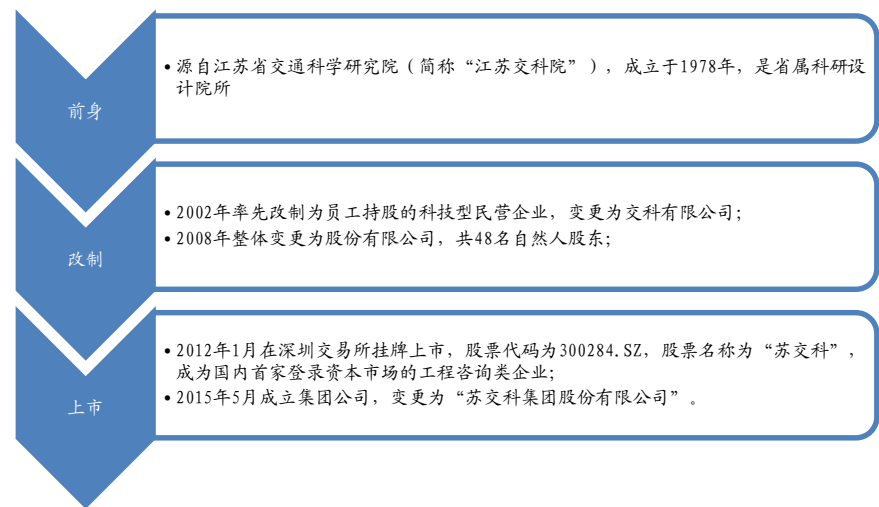 前身
•源自江苏省交通科学研究院（简称“江苏交科院”），成立于1978年，是省属科研设
计院所
改制
•2002年率先改制为员工持股的科技型民营企业，变更为交科有限公司；
•2008年整体变更为股份有限公司，共48名自然人股东；
上市
•2012年1月在深圳交易所挂牌上市，股票代码为300284.SZ，股票名称为“苏交科”，
成为国内首家登录资本市场的工程咨询类企业；
•2015年5月成立集团公司，变更为“苏交科集团股份有限公司”。